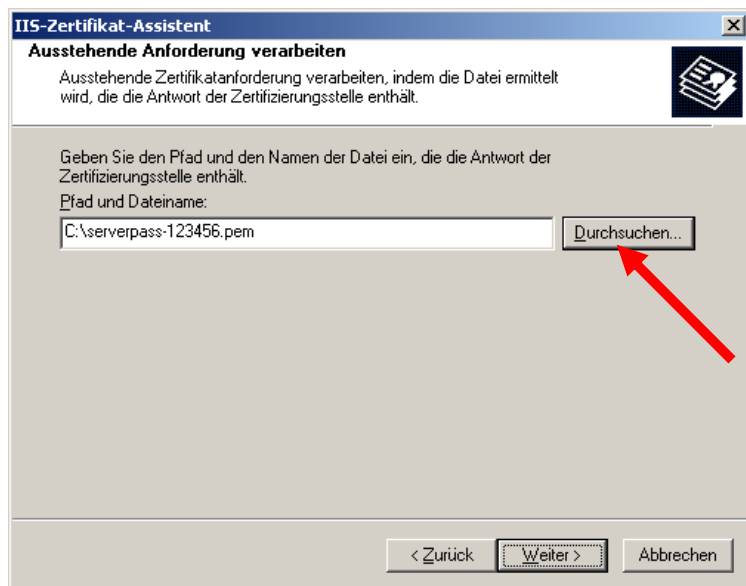 IIS-Zertifikat-Assistent
Ausstehende Anforderung verarbeiten
Ausstehende Zertifikatanforderung verarbeiten, indem die Datei ermittelt
wird, die die Antwort der Zertifizierungsstelle enthält.
Geben Sie den Pfad und den Namen der Datei ein, die die Antwort der
Zertifizierungsstelle enthält.
Pfad und Dateiname:
C:\serverpass-123456.pem
Durchsuchen...
< Zurück
Weiter >
Abbrechen